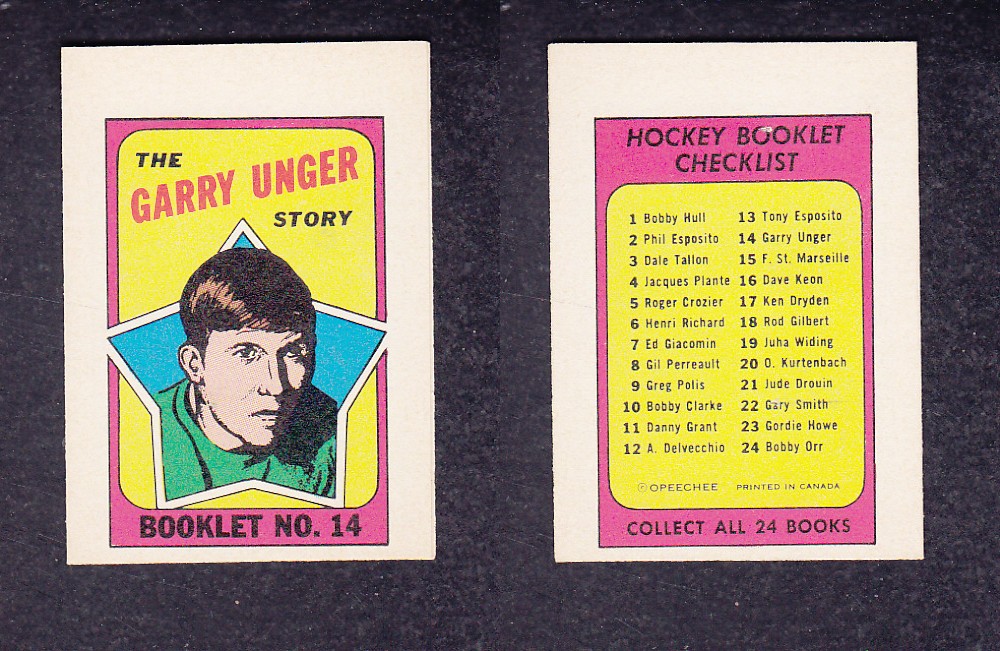 THE
GARRY UNGER
STORY
BOOKLET NO. 14
HOCKEY BOOKLET
CHECKLIST
1 Bobby Hull
2 Phil Esposito
3 Dale Tallon
4 Jacques Plante
5 Roger Crozier
6 Henri Richard
7 Ed Giacomin
8 Gil Perreault
9 Greg Polis
10 Bobby Clarke
11 Danny Grant
12 A. Delvecchio
13 Tony Esposito
14 Garry Unger
15 F. St. Marseille
16 Dave Keon
17 Ken Dryden
18 Rod Gilbert
19 Juha Widing
20 O. Kurtenbach
21 Jude Drouin
22 Gary Smith
23 Gordie Howe
24 Bobby Orr
© OPEECHEE PRINTED IN CANADA
COLLECT ALL 24 BOOKS